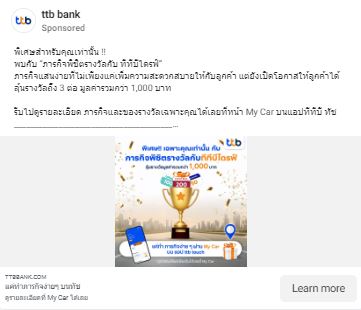 ttb bank
Sponsored
พิเศษสำหรับคุณเท่านั้น !!
พบกับ "ภารกิจพิชิตรางวัลกับ ทีทีบีไดรฟ์"
ภารกิจแสนง่ายที่ไม่เพียงแค่เพิ่มความสะดวกสบายให้กับลูกค้า แต่ยังเปิดโอกาสให้ลูกค้าได้
ลุ้นรางวัลถึง 3 ต่อ มูลค่ารวมกว่า 1,000 บาท
รีบไปดูรายละเอียด ภารกิจและของรางวัลเฉพาะคุณได้เลยที่หน้า My Car บนแอปทีทีบี ทัช
ttb
พิเศษ!! เฉพาะคุณเท่านั้น กับ
ภารกิจพิชิตรางวัลกับทีทีบีไดรฟ์
ลุ้นรางวัลมูลค่ารวมกว่า 1,000 บาท
200
แค่ทำภารกิจง่าย ๆ ผ่าน My Car
บน แอป ttb touch
TTBBANK.COM
แค่ทำภารกิจง่ายๆ บนทัช
ดูรายละเอียดที่ My Car ได้เลย
Learn more